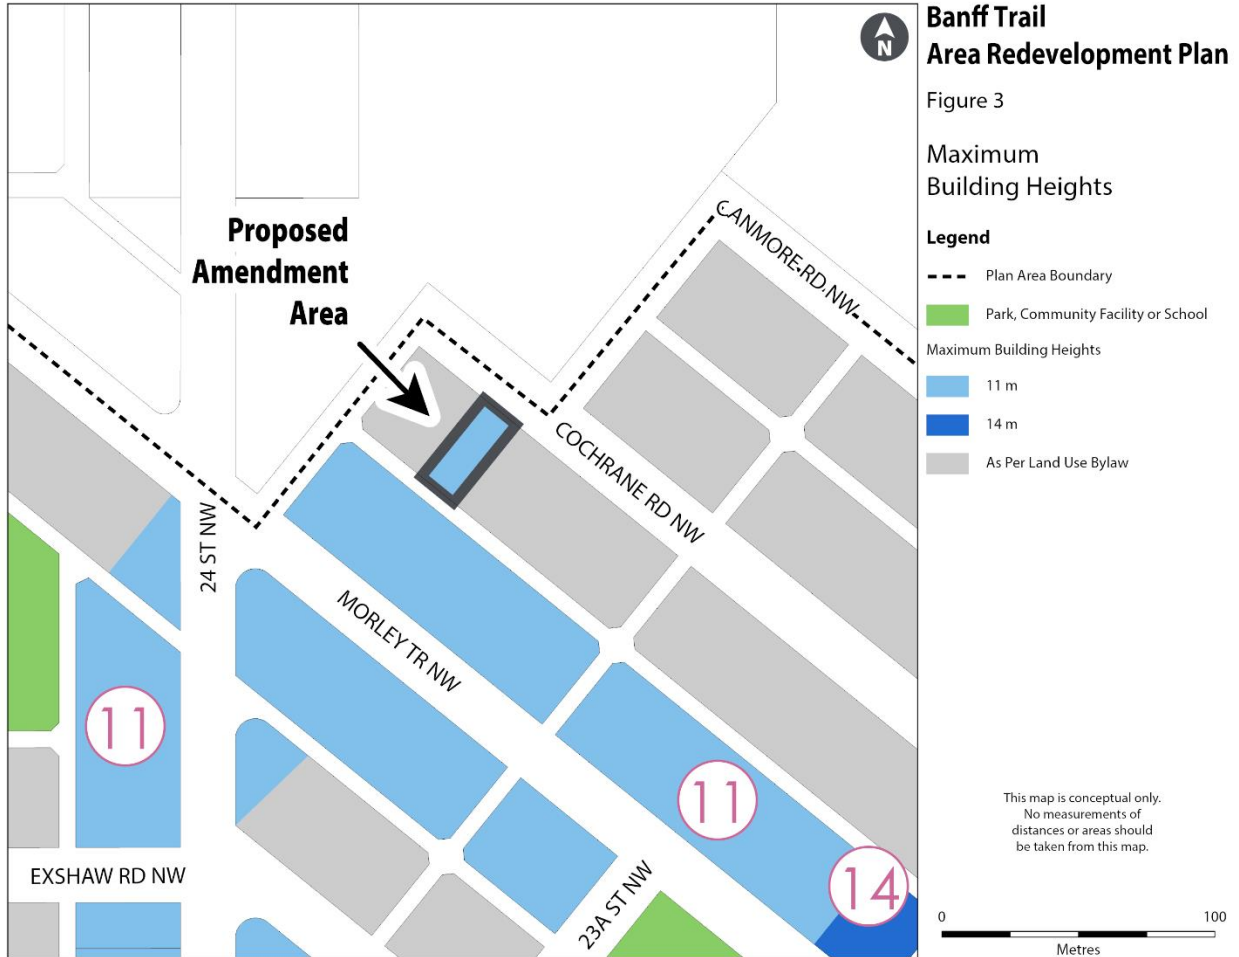 N
Banff Trail
Area Redevelopment Plan
Figure 3
Maximum
Building Heights
Legend
Plan Area Boundary
Park, Community Facility or School
Maximum Building Heights
11 m
14 m
As Per Land Use Bylaw
Proposed
Amendment
Area
CANMORE RD NW
COCHRANE RD NW
24 ST NW
MORLEY TR NW
11
11
14
EXSHAW RD NW
23A ST NW
This map is conceptual only.
No measurements of
distances or areas should
be taken from this map.
0 100
Metres